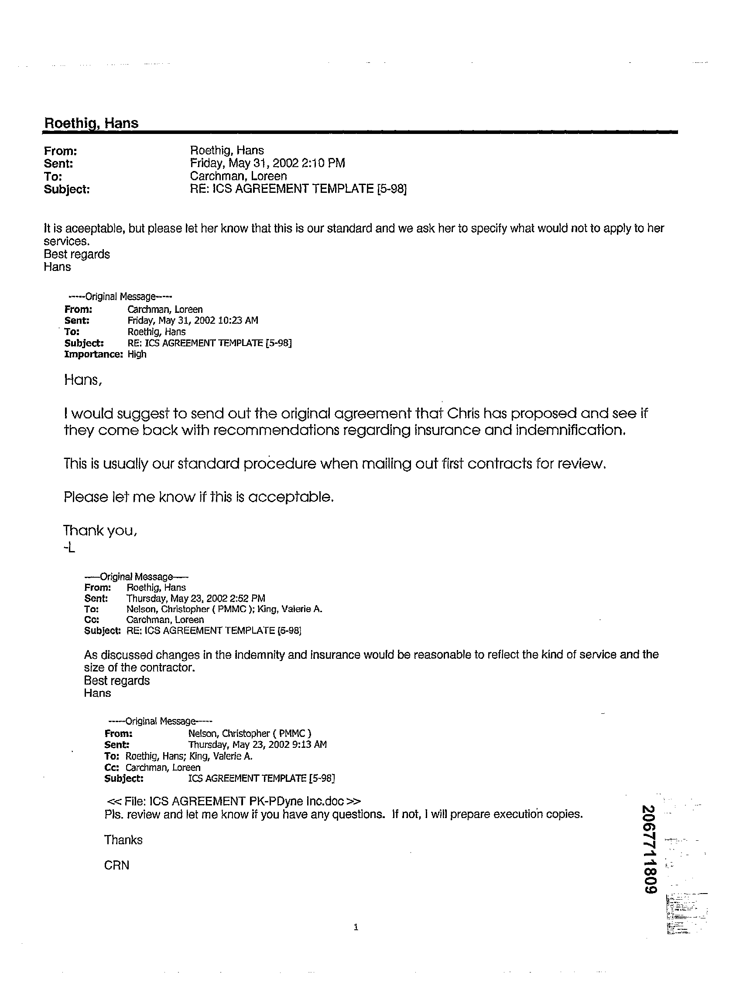 Roethig, Hans
From: Roethig, Hans
Sent: Friday, May 31, 2002 2:10 PM
To: Carchman, Loreen
Subject: RE: ICS AGREEMENT TEMPLATE [5-98]
It is aceeptable, but please let her know that this is our standard and we ask her to specify what would not to apply to her
services.
Best regards
Hans
-----Original Message-----
From: Carchman, Loreen
Sent: Friday, May 31, 2002 10:23 AM
To: Roethig, Hans
Subject: RE: ICS AGREEMENT TEMPLATE [5-98]
Importance: High
Hans,
I would suggest to send out the original agreement that Chris has proposed and see if
they come back with recommendations regarding insurance and indemnification.
This is usually our standard procedure when mailing out first contracts for review.
Please let me know if this is acceptable.
Thank you,
-L
-----Original Message-----
From: Roethig, Hans
Sent: Thursday, May 23, 2002 2:52 PM
To: Nelson, Christopher ( PMMC ); King, Valerie A.
Cc: Carchman, Loreen
Subject: RE: ICS AGREEMENT TEMPLATE [5-98]
As discussed changes in the indemnity and insurance would be reasonable to reflect the kind of service and the
size of the contractor.
Best regards
Hans
-----Original Message-----
From: Nelson, Christopher ( PMMC )
Sent: Thursday, May 23, 2002 9:13 AM
To: Roethig, Hans; King, Valerie A.
Cc: Carchman, Loreen
Subject: ICS AGREEMENT TEMPLATE [5-98]
<< File: ICS AGREEMENT PK-PDyne Inc.doc >>
Pls. review and let me know if you have any questions. If not, I will prepare execution copies.
Thanks
CRN
2067711809
1